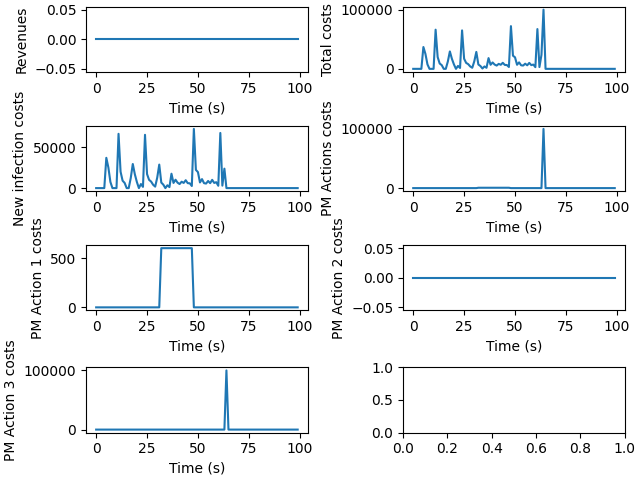 Revenues
0.05
0.00
−0.05
0 25 50 75 100
Time (s)
Total costs
100000
0
0 25 50 75 100
Time (s)
New infection costs
50000
0
0 25 50 75 100
Time (s)
PM Actions costs
100000
0
0 25 50 75 100
Time (s)
PM Action 1 costs
500
0
0 25 50 75 100
Time (s)
PM Action 2 costs
0.05
0.00
−0.05
0 25 50 75 100
Time (s)
PM Action 3 costs
100000
0
0 25 50 75 100
Time (s)
1.0
0.5
0.0
0.0 0.2 0.4 0.6 0.8 1.0